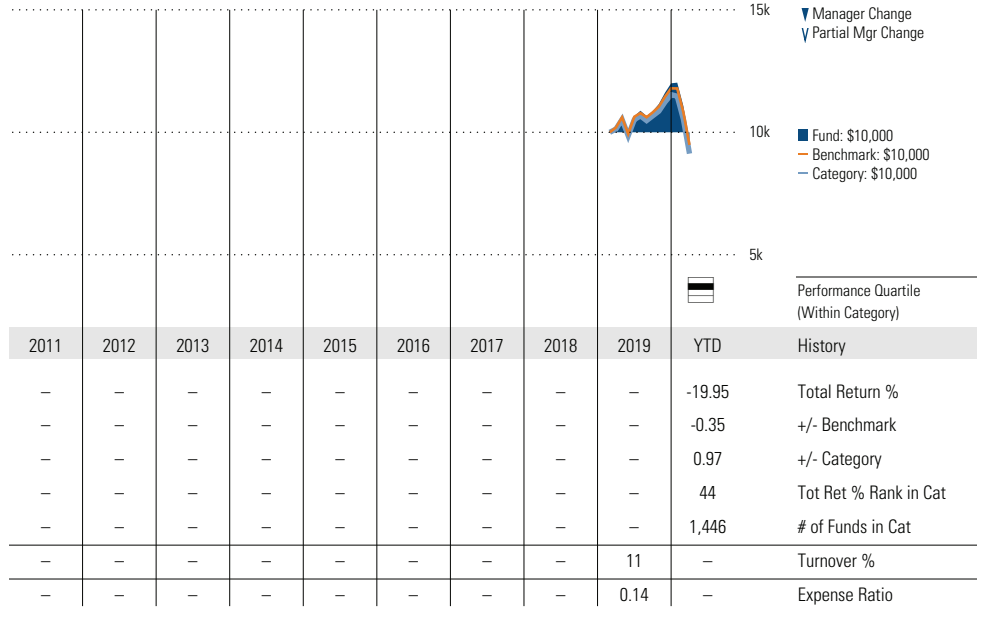 15k
Manager Change
Partial Mgr Change
10k
Fund: $10,000
Benchmark: $10,000
Category: $10,000
5k
Performance Quartile
(Within Category)
2011 2012 2013 2014 2015 2016 2017 2018 2019 YTD History
– – – – – – – – – -19.95 Total Return %
– – – – – – – – – -0.35 +/- Benchmark
– – – – – – – – – 0.97 +/- Category
– – – – – – – – – 44 Tot Ret % Rank in Cat
– – – – – – – – – 1,446 # of Funds in Cat
– – – – – – – – 11 – Turnover %
– – – – – – – – 0.14 – Expense Ratio